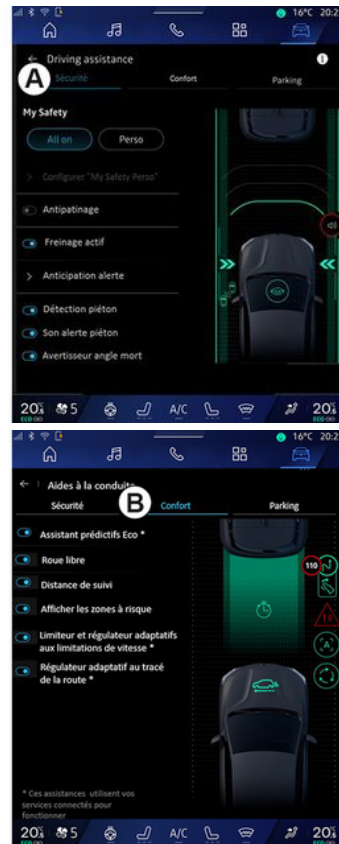 16°C 20:2
← Driving assistance
A
Sécurité Confort Parking
My Safety
All on Perso
> Configurer "My Safety Perso"
Antipatinage
Freinage actif
> Anticipation alerte
Détection piéton
Son alerte piéton
Avertisseur angle mort
5 A/C
ECO
16°C 20:2
← Aides à la conduite
B
Sécurité Confort Parking
Assistant prédictifs Eco *
Roue libre
110
Distance de suivi
Afficher les zones à risque
Limiteur et régulateur adaptatifs
aux limitations de vitesse *
Régulateur adaptatif au tracé
de la route *
* Ces assistances utilisent vos
services connectés pour
fonctionner
5 A/C
ECO